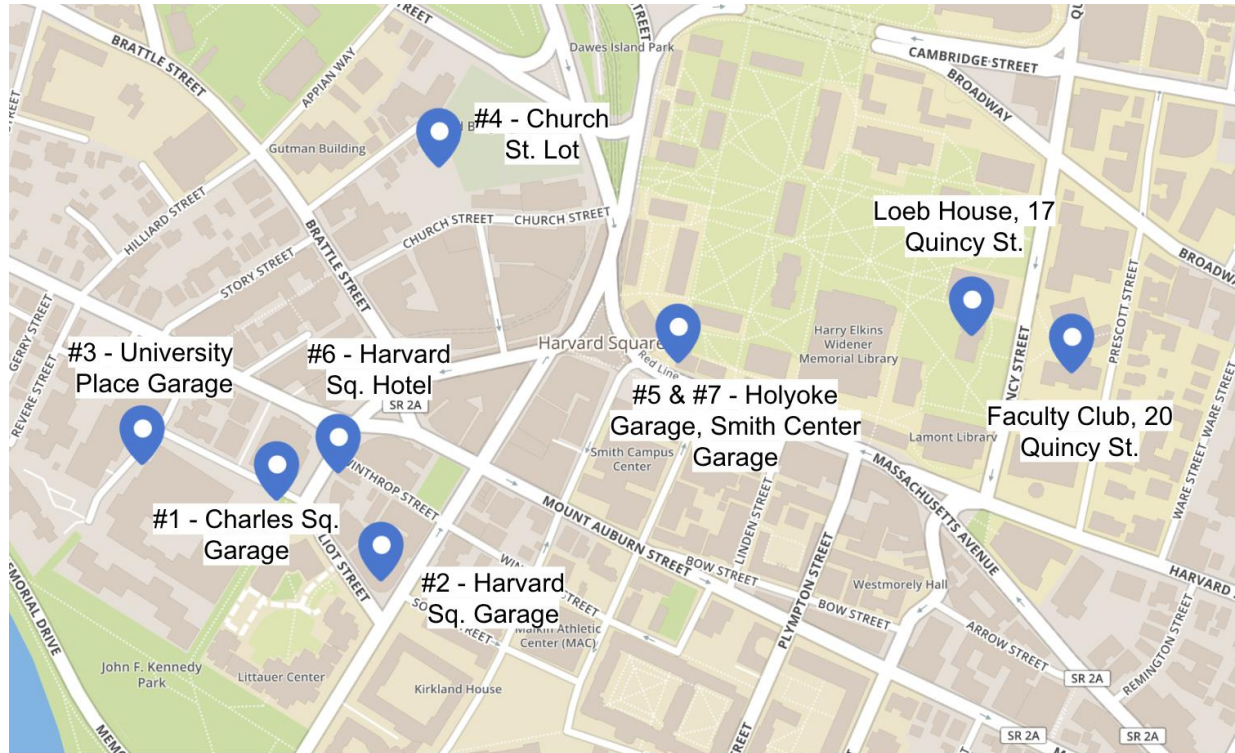 Dawes Island Park
CAMBRIDGE STREET
BROADWAY
BRATTLE STREET
APPIAN WAY
#4 - Church
St. Lot
Gutman Building
HILLIARD STREET
CHURCH STREET
CHURCH STREET
BRATTLE STREET
STORY STREET
Loeb House, 17
Quincy St.
PRESCOTT STREET
GERRY STREET
REVERE STREET
#3 - University
Place Garage
#6 - Harvard
Sq. Hotel
SR 2A
Harvard Square
Red Line
Harry Elkins
Widener
Memorial Library
#5 & #7 - Holyoke
Garage, Smith Center
Garage
Faculty Club, 20
Quincy St.
Lamont Library
Smith Campus
Center
WARE STREET
WARE STREET
#1 - Charles Sq.
Garage
#2 - Harvard
Sq. Garage
MOUNT AUBURN STREET
MASSACHUSETTS AVENUE
LINDEN STREET
PLYMPTON STREET
BOW STREET
BOW STREET
Westmorely Hall
ARROW STREET
REMINGTON STREET
HARVARD
SR 2A
SR 2A
Malkin Athletic
Center (MAC)
John F. Kennedy
Park
Littauer Center
Kirkland House